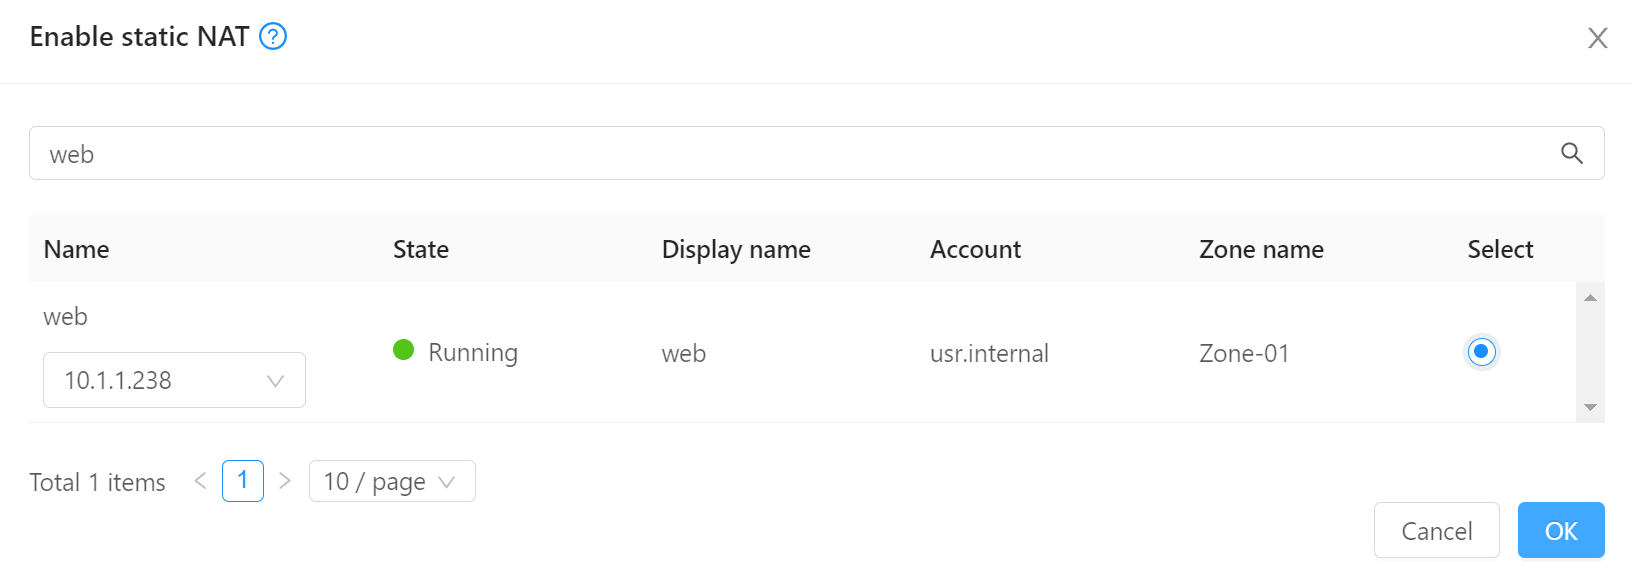 Enable static NAT ?
web
Name State Display name Account Zone name Select
web
10.1.1.238
Running web usr.internal Zone-01
Total 1 items < 1 > 10 / page
Cancel OK